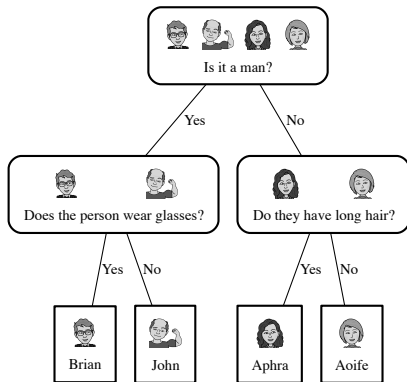 Is it a man?
Yes
No
Does the person wear glasses?
Do they have long hair?
Yes
No
Yes
No
Brian
John
Aphra
Aoife